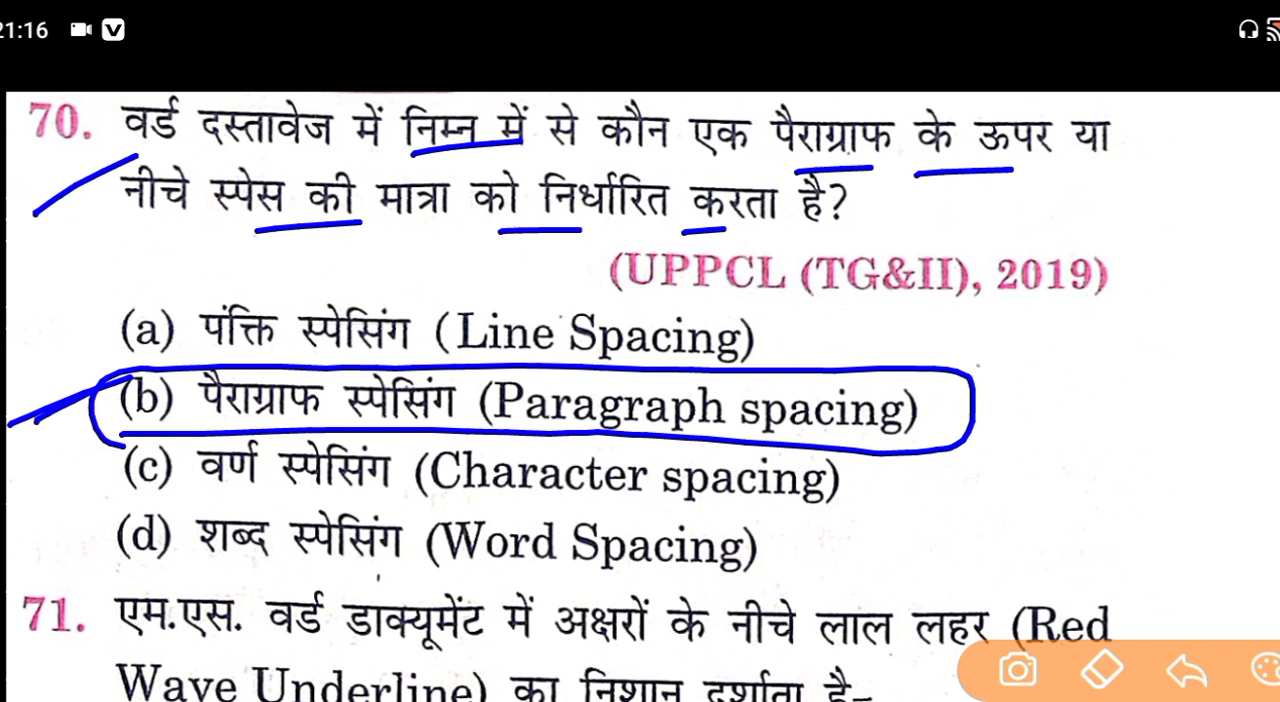 21:16
70. वर्ड दस्तावेज में निम्न में से कौन एक पैराग्राफ के ऊपर या
नीचे स्पेस की मात्रा को निर्धारित करता है?
(UPPCL (TG&II), 2019)
(a) पंक्ति स्पेसिंग (Line Spacing)
(b) पैराग्राफ स्पेसिंग (Paragraph spacing)
(c) वर्ण स्पेसिंग (Character spacing)
(d) शब्द स्पेसिंग (Word Spacing)
71. एम.एस. वर्ड डाक्यूमेंट में अक्षरों के नीचे लाल लहर (Red
Wave Underline) का निशान दर्शाता है–